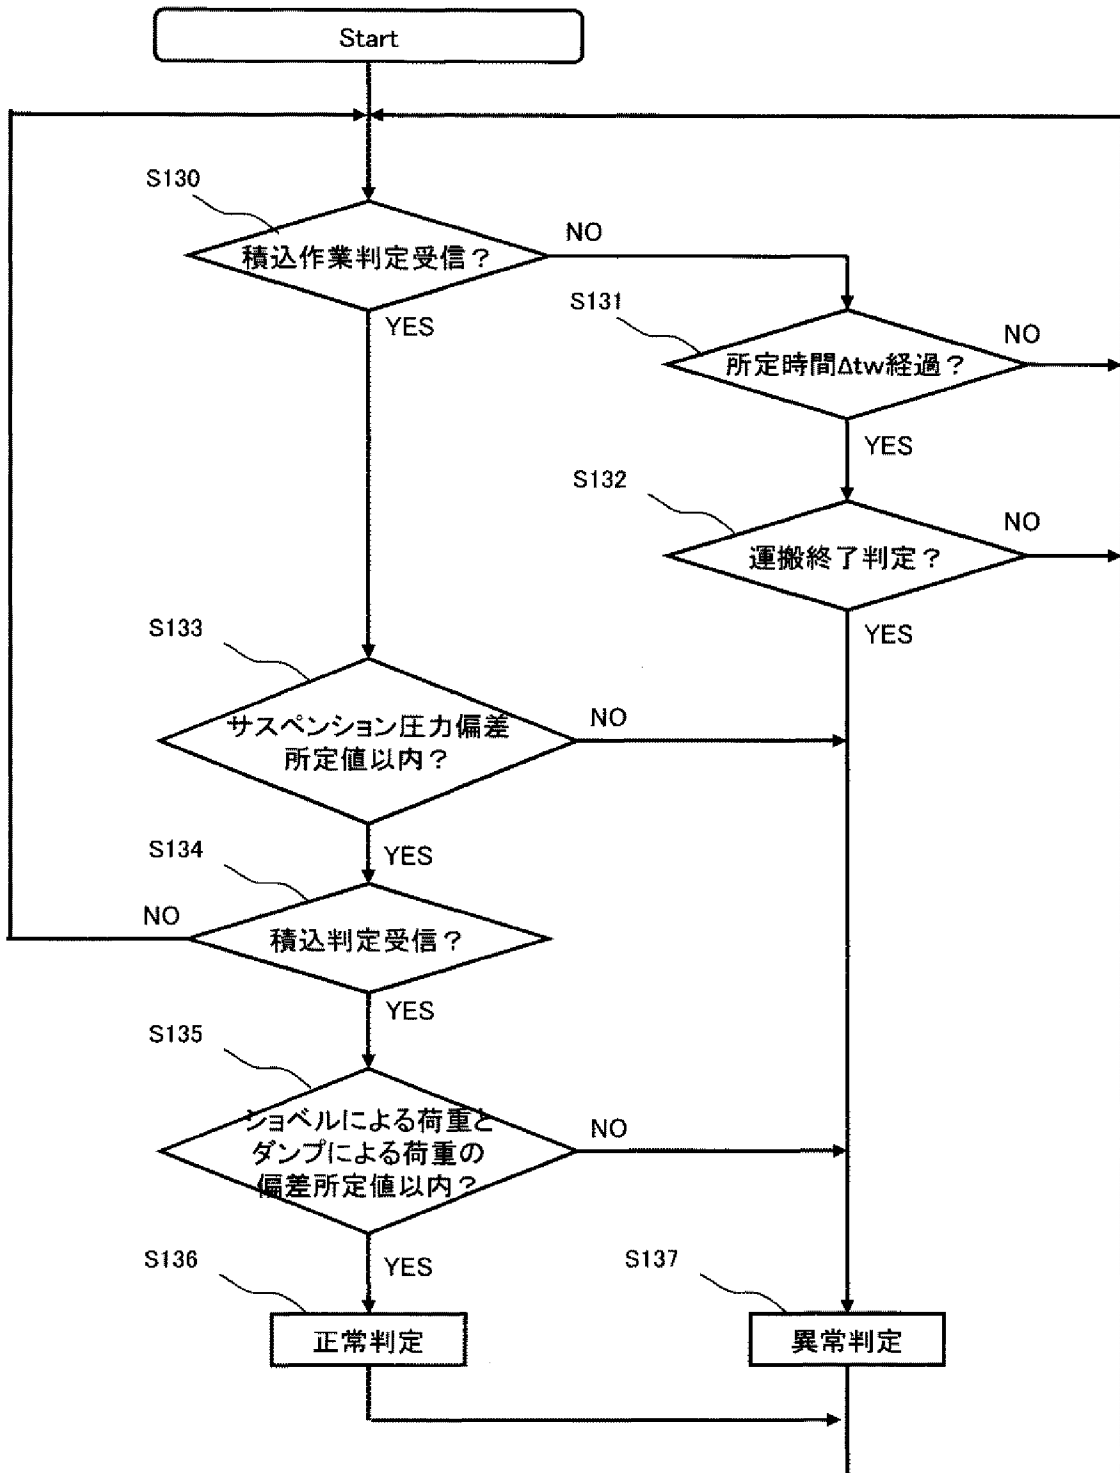 Start
S130
積込作業判定受信？
NO
YES
S131
所定時間Δtw経過？
NO
YES
S132
運搬終了判定？
NO
YES
S133
サスペンション圧力偏差
所定値以内？
NO
YES
S134
積込判定受信？
NO
YES
S135
ショベルによる荷重と
ダンプによる荷重の
偏差所定値以内？
NO
YES
S136
正常判定
S137
異常判定